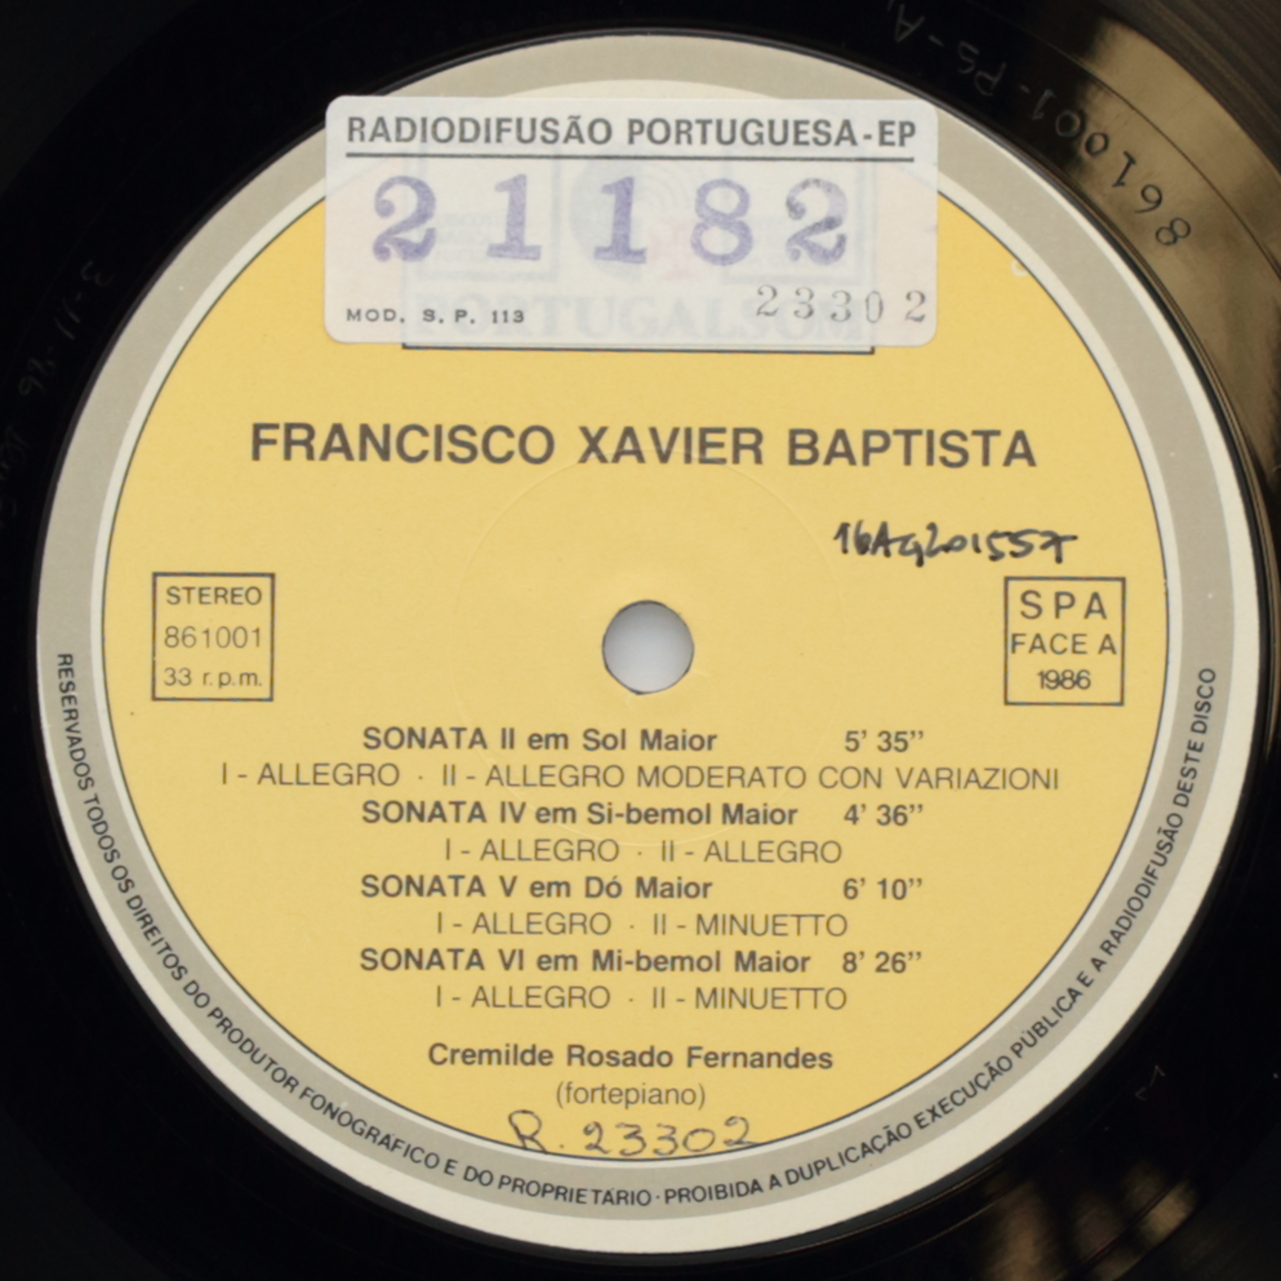 RADIODIFUSÃO PORTUGUESA-EP
21182
MOD. S. P. 113
23302
PORTUGALSOM
FRANCISCO XAVIER BAPTISTA
STEREO
861001
33 r.p.m.
SPA
FACE A
1986
SONATA II em Sol Maior 5’ 35’’
I - ALLEGRO · II - ALLEGRO MODERATO CON VARIAZIONI
SONATA IV em Si-bemol Maior 4’ 36’’
I - ALLEGRO · II - ALLEGRO
SONATA V em Dó Maior 6’ 10’’
I - ALLEGRO · II - MINUETTO
SONATA VI em Mi-bemol Maior 8’ 26’’
I - ALLEGRO · II - MINUETTO
Cremilde Rosado Fernandes
(fortepiano)
R. 23302
RESERVADOS TODOS OS DIREITOS DO PRODUTOR FONOGRAFICO E DO PROPRIETARIO · PROIBIDA A DUPLICAÇÃO EXECUÇÃO PÚBLICA E A RADIODIFUSÃO DESTE DISCO
861001-PS-A